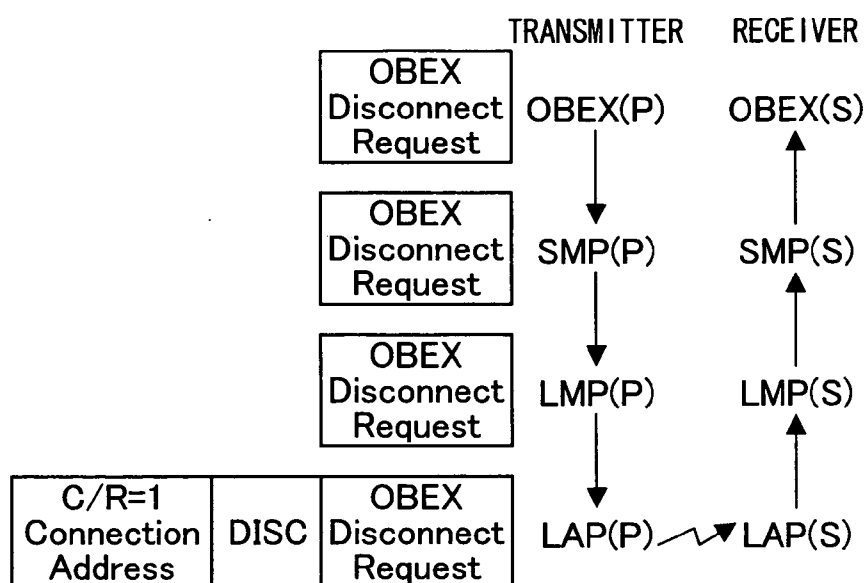 TRANSMITTER RECEIVER
OBEX
Disconnect
Request
OBEX(P) OBEX(S)
OBEX
Disconnect
Request
SMP(P) SMP(S)
OBEX
Disconnect
Request
LMP(P) LMP(S)
C/R=1
Connection
Address
DISC
OBEX
Disconnect
Request
LAP(P) LAP(S)